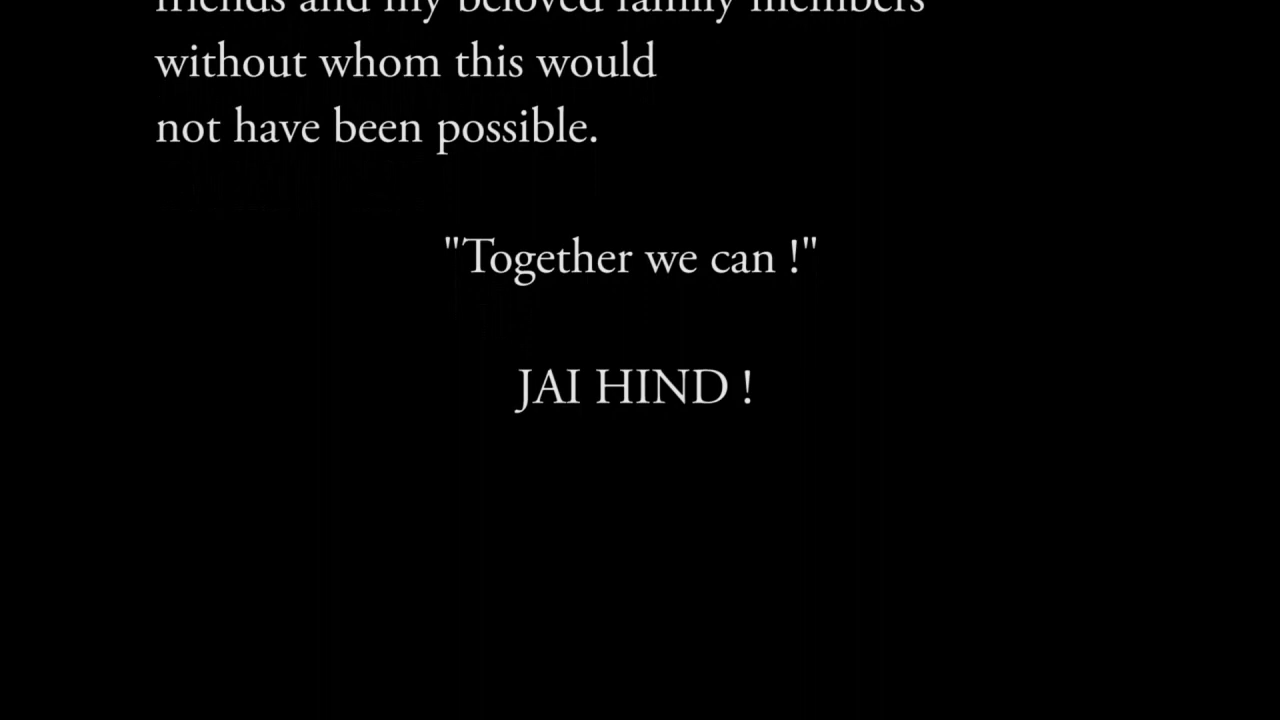 friends and my beloved family members
without whom this would
not have been possible.
"Together we can !"
JAI HIND !